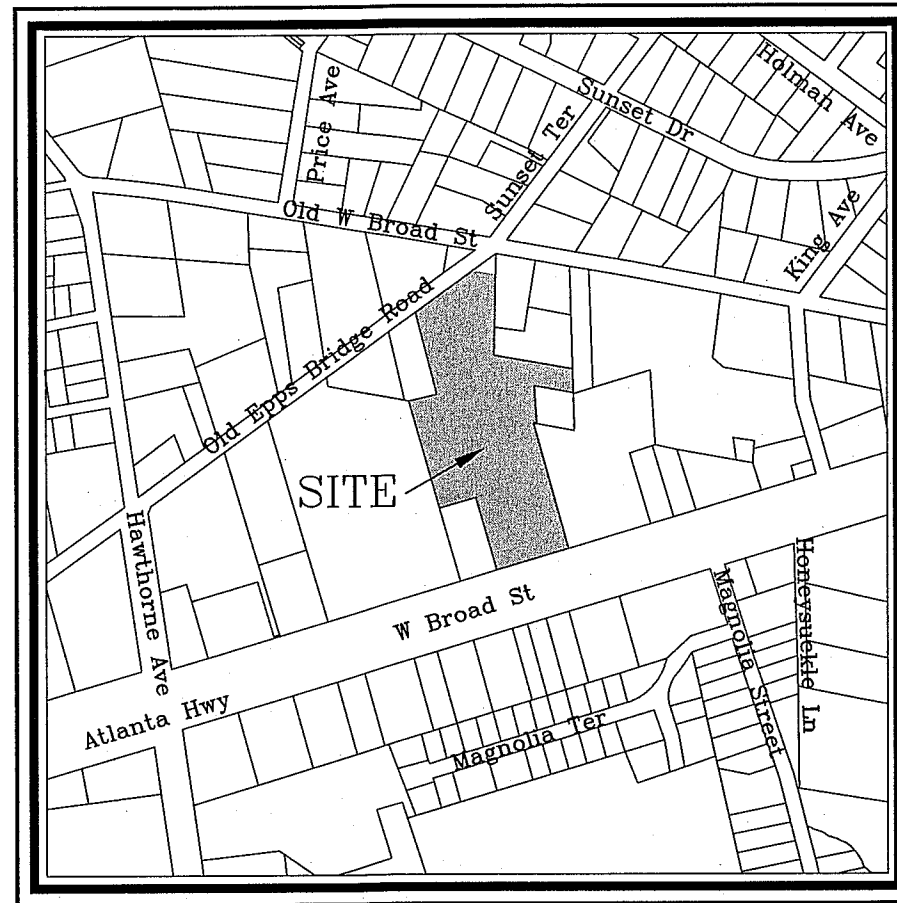 Holman Ave
Price Ave
Sunset Dr
Sunset Ter
Old W Broad St
King Ave
Old Epps Bridge Road
SITE
Hawthorne Ave
W Broad St
Honeysuekle Ln
Magnolia Street
Atlanta Hwy
Magnolia Ter